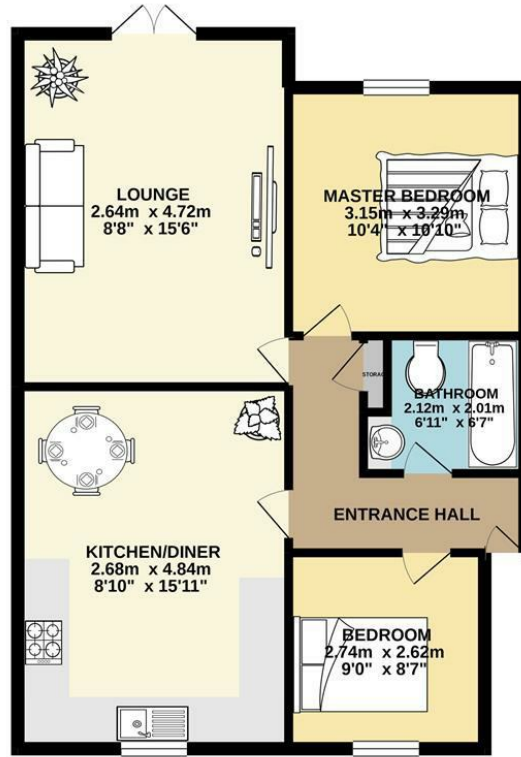 LOUNGE
2.64m x 4.72m
8'8" x 15'6"
MASTER BEDROOM
3.15m x 3.29m
10'4" x 10'10"
STORAGE
BATHROOM
2.12m x 2.01m
6'11" x 6'7"
ENTRANCE HALL
KITCHEN/DINER
2.68m x 4.84m
8'10" x 15'11"
BEDROOM
2.74m x 2.62m
9'0" x 8'7"